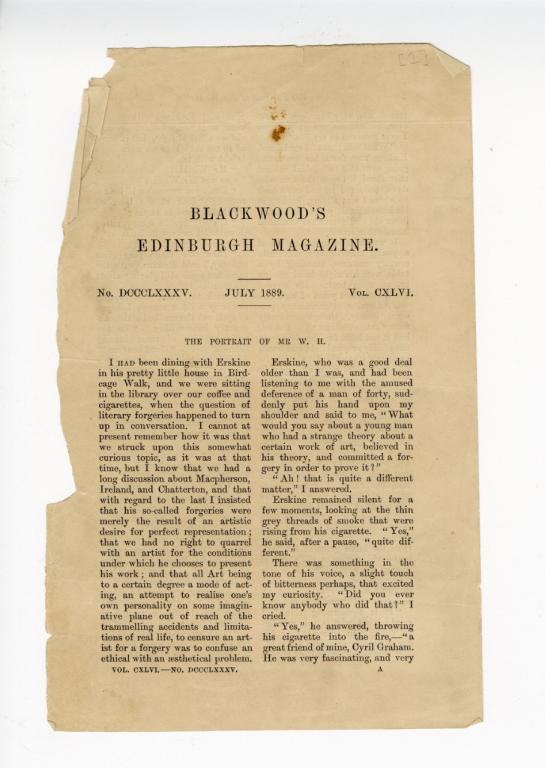 [1]
BLACKWOOD'S
EDINBURGH MAGAZINE.
No. DCCCLXXXV.
JULY 1889.
Vol. CXLVI.
THE PORTRAIT OF MR W. H.
I HAD been dining with Erskine
in his pretty little house in Bird-
cage Walk, and we were sitting
in the library over our coffee and
cigarettes, when the question of
literary forgeries happened to turn
up in conversation. I cannot at
present remember how it was that
we struck upon this somewhat
curious topic, as it was at that
time, but I know that we had a
long discussion about Macpherson,
Ireland, and Chatterton, and that
with regard to the last I insisted
that his so-called forgeries were
merely the result of an artistic
desire for perfect representation;
that we had no right to quarrel
with an artist for the conditions
under which he chooses to present
his work; and that all Art being
to a certain degree a mode of act-
ing, an attempt to realise one's
own personality on some imagin-
ative plane out of reach of the
trammelling accidents and limita-
tions of real life, to censure an art-
ist for a forgery was to confuse an
ethical with an æsthetical problem.
Erskine, who was a good deal
older than I was, and had been
listening to me with the amused
deference of a man of forty, sud-
denly put his hand upon my
shoulder and said to me, "What
would you say about a young man
who had a strange theory about a
certain work of art, believed in
his theory, and committed a for-
gery in order to prove it?"
"Ah! that is quite a different
matter," I answered.
Erskine remained silent for a
few moments, looking at the thin
grey threads of smoke that were
rising from his cigarette. "Yes,"
he said, after a pause, "quite dif-
ferent."
There was something in the
tone of his voice, a slight touch
of bitterness perhaps, that excited
my curiosity. "Did you ever
know anybody who did that?" I
cried.
"Yes," he answered, throwing
his cigarette into the fire,—"a
great friend of mine, Cyril Graham.
He was very fascinating, and very
VOL. CXLVI.—NO. DCCCLXXXV.
A